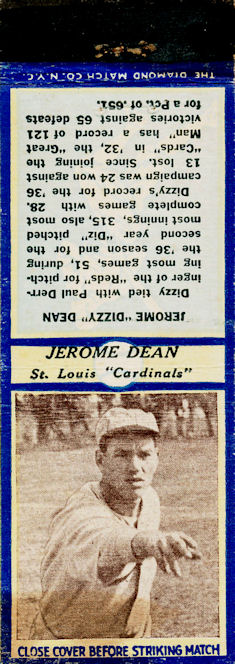 THE DIAMOND MATCH CO. N.Y.C.
JEROME "DIZZY" DEAN
Dizzy tied with Paul Derr-
inger of the "Reds" for pitch-
ing most games, 51, during
the '36 season and for the
second year "Diz" pitched
most innings, 315, also most
complete games with 28.
Dizzy's record for the '36
campaign was 24 won against
13 lost. Since joining the
"Cards" in '32, the "Great
Man" has a record of 121
victories against 65 defeats
for a Pct. of .651.
JEROME DEAN
St. Louis "Cardinals"
CLOSE COVER BEFORE STRIKING MATCH